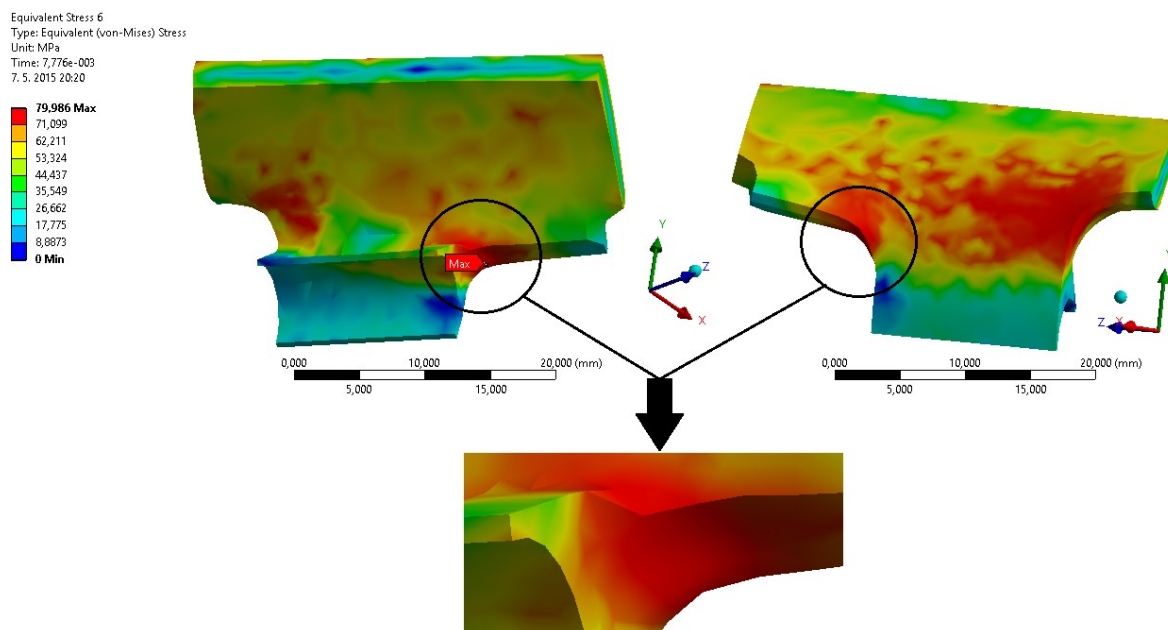 Equivalent Stress 6
Type: Equivalent (von-Mises) Stress
Unit: MPa
Time: 7,776e-003
7. 5. 2015 20:20
79,986 Max
71,099
62,211
53,324
44,437
35,549
26,662
17,775
8,8873
0 Min
Max
Y
Z
X
Y
Z
X
0,000 10,000 20,000 (mm)
5,000 15,000
0,000 10,000 20,000 (mm)
5,000 15,000